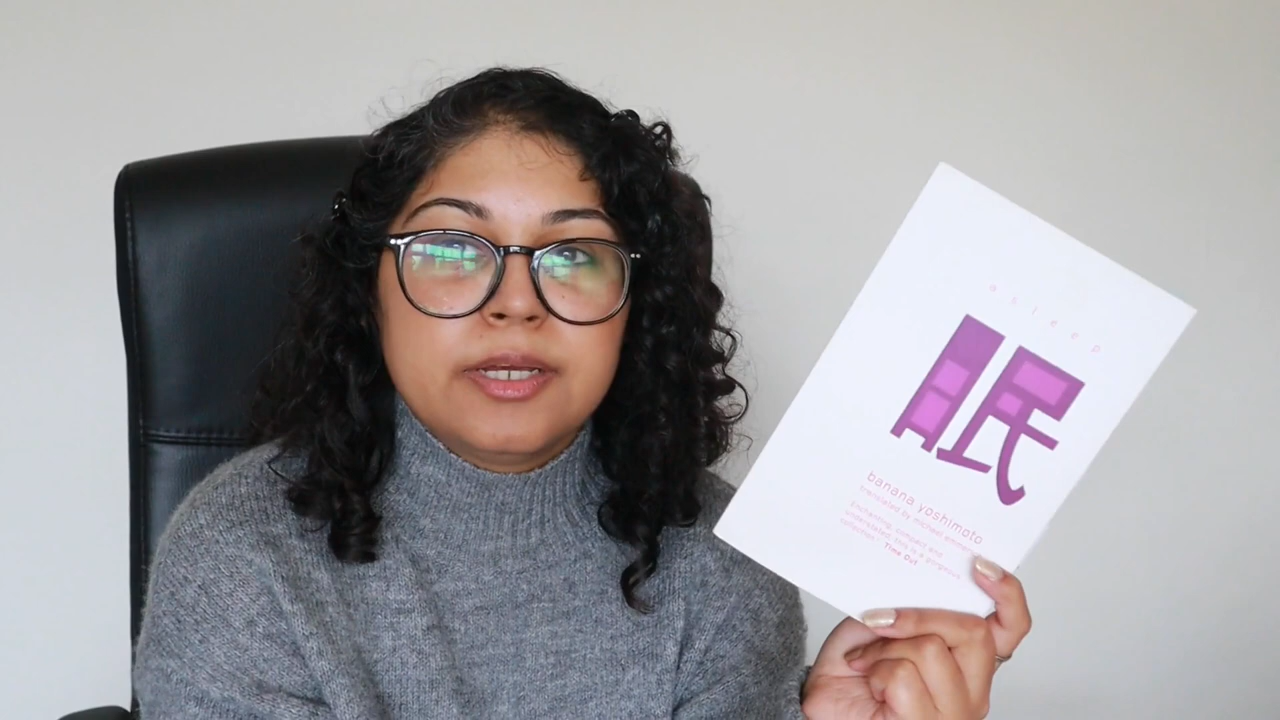 asleep
眠
banana yoshimoto
translated by michael emmerich
'Enchanting, compact and
understated, this is a gorgeous
collection.' Time Out